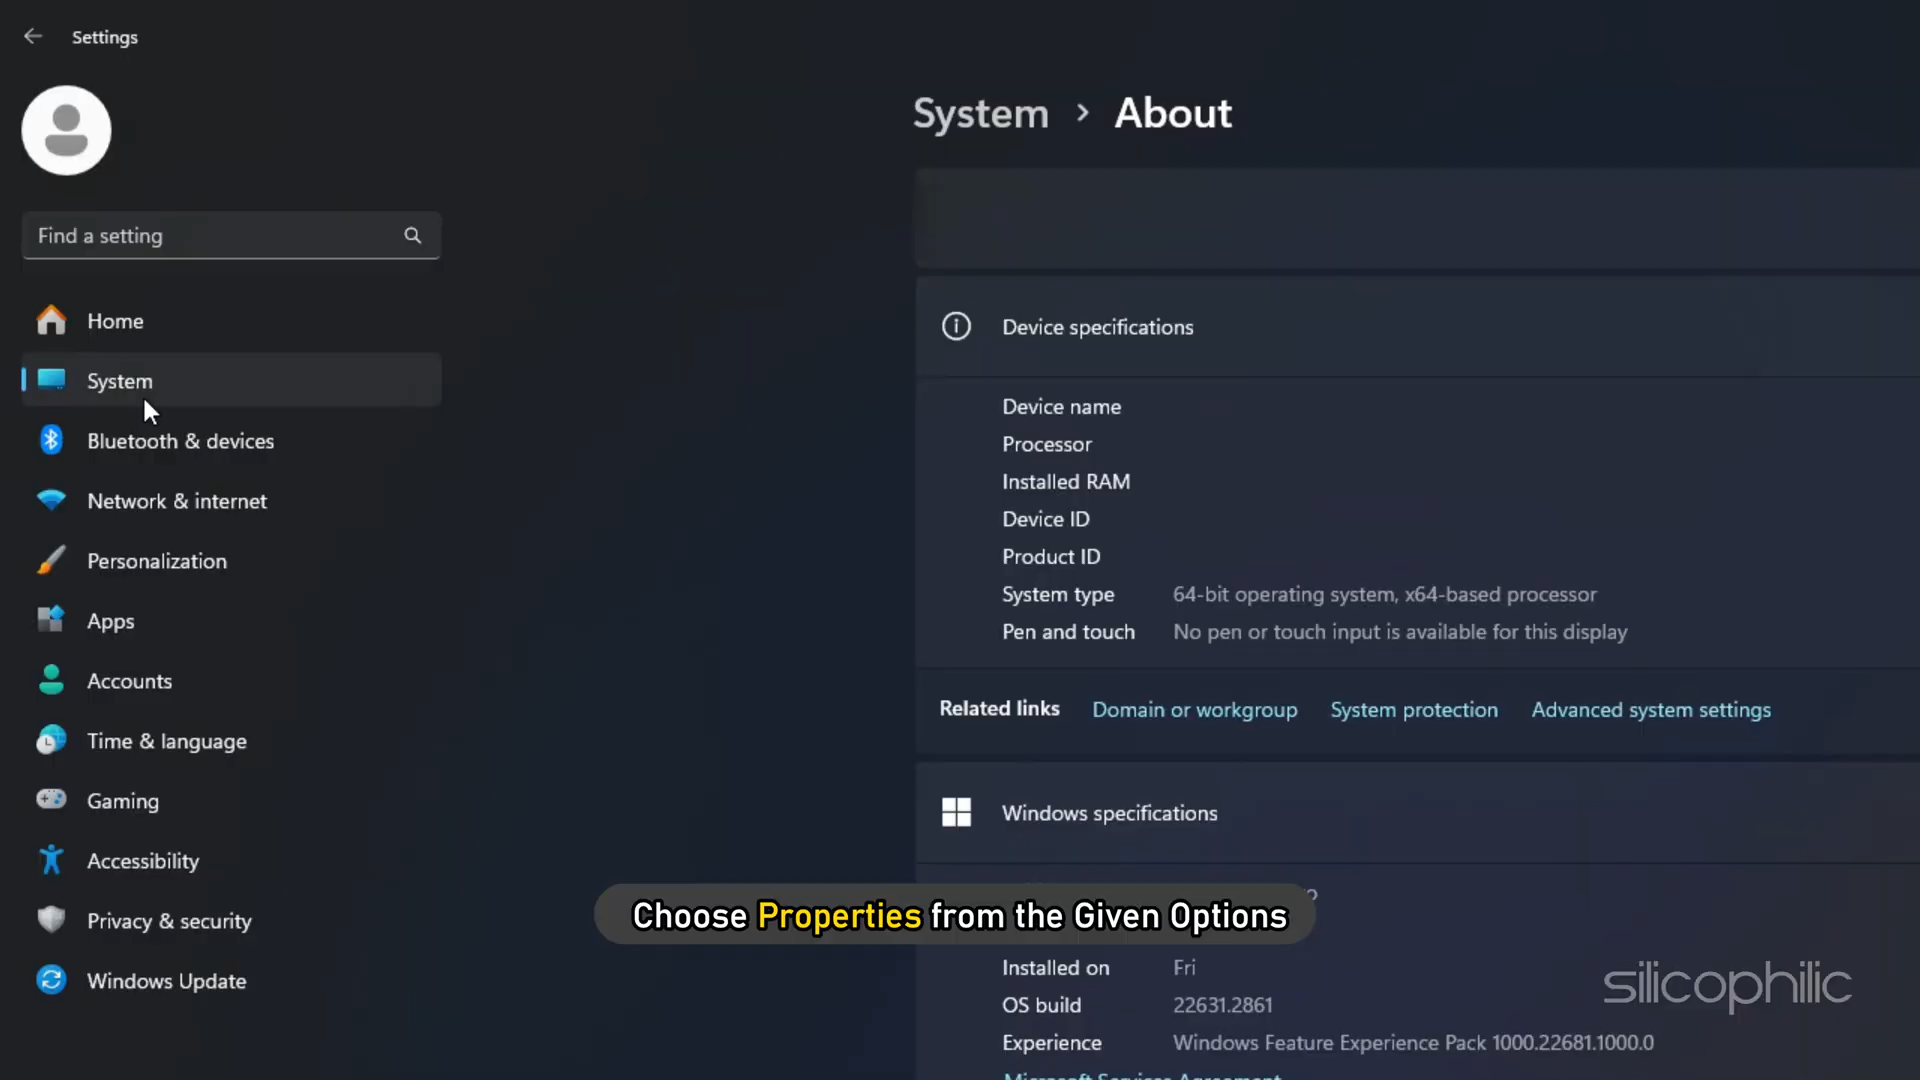 Settings
System > About
Find a setting
Home
System
Bluetooth & devices
Network & internet
Personalization
Apps
Accounts
Time & language
Gaming
Accessibility
Privacy & security
Windows Update
Device specifications
Device name
Processor
Installed RAM
Device ID
Product ID
System type 64-bit operating system, x64-based processor
Pen and touch No pen or touch input is available for this display
Related links Domain or workgroup System protection Advanced system settings
Windows specifications
Choose Properties from the Given Options
Installed on Fri
OS build 22631.2861
Experience Windows Feature Experience Pack 1000.22681.1000.0
Microsoft Services Agreement
silicophilic